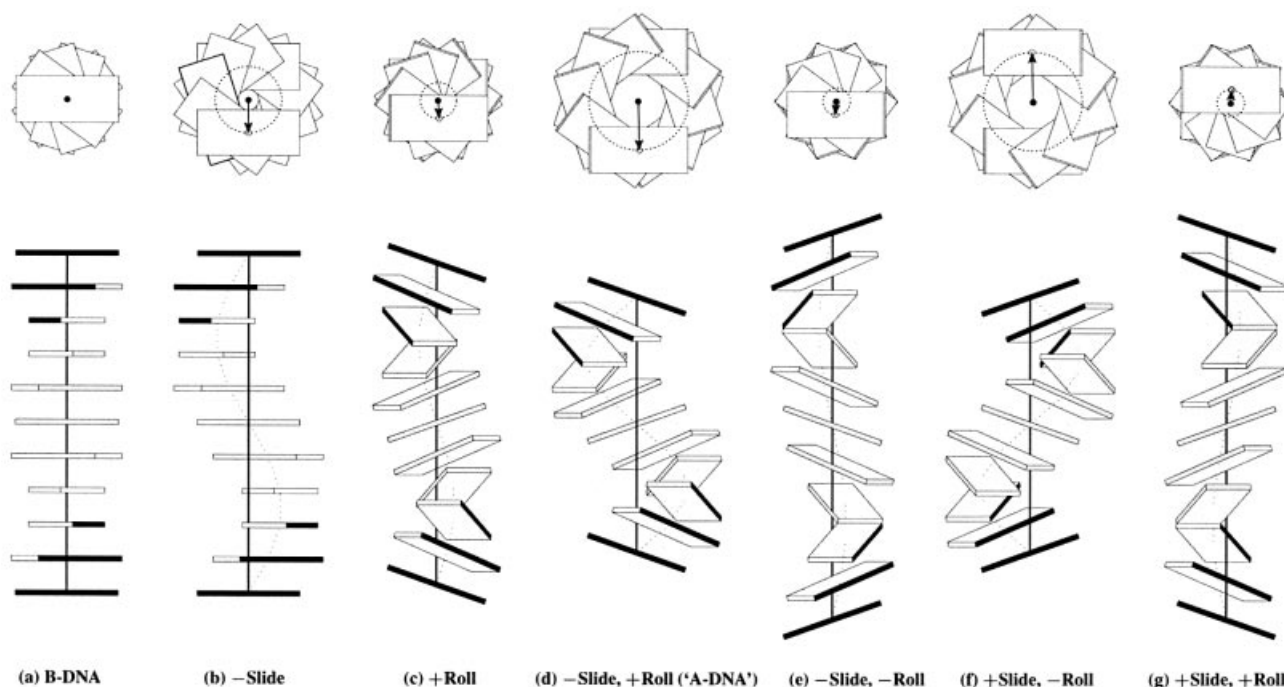 (a) B-DNA
(b) −Slide
(c) +Roll
(d) −Slide, +Roll ('A-DNA')
(e) −Slide, −Roll
(f) +Slide, −Roll
(g) +Slide, +Roll